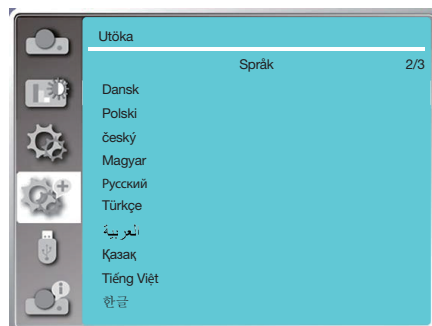 Utöka
Språk 2/3
Dansk
Polski
český
Magyar
Русский
Türkçe
العربية
Қазақ
Tiếng Việt
한글